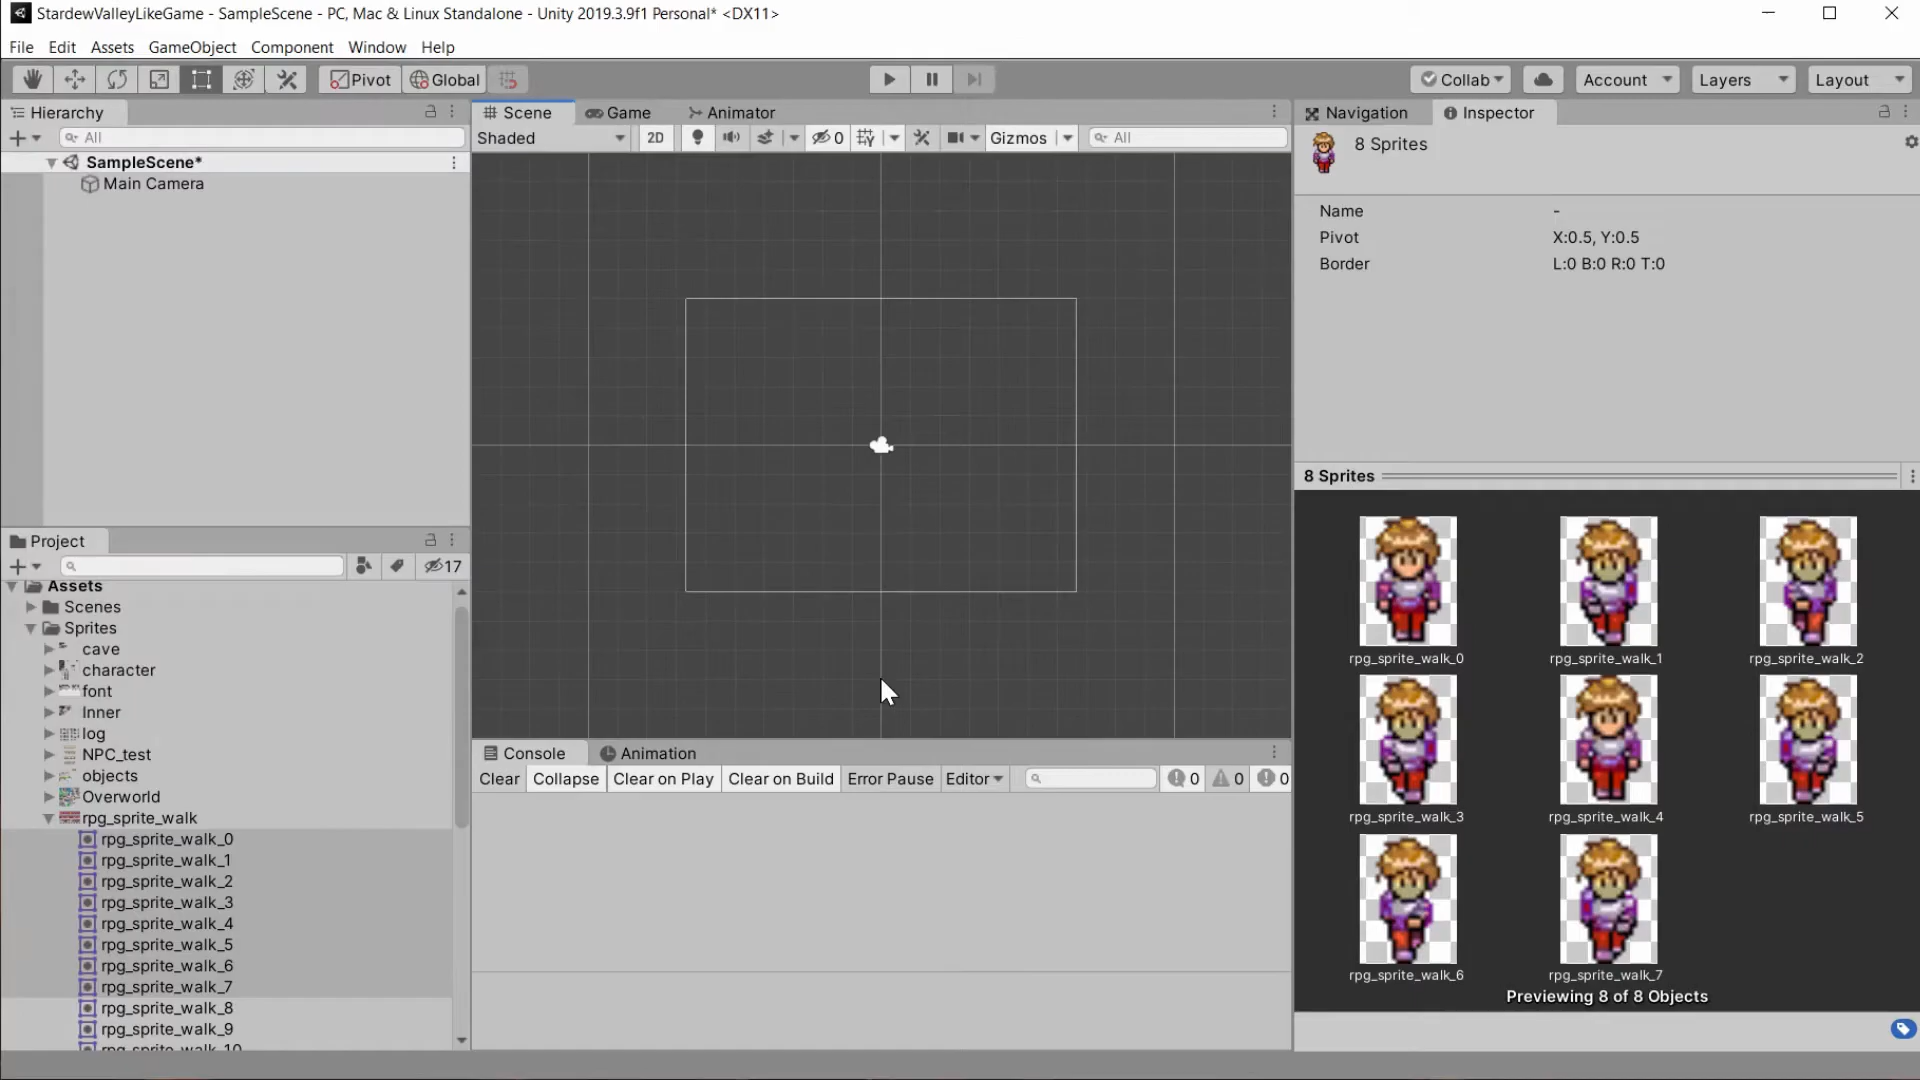 StardewValleyLikeGame - SampleScene - PC, Mac & Linux Standalone - Unity 2019.3.9f1 Personal* <DX11>
File Edit Assets GameObject Component Window Help
Pivot Global Collab Account Layers Layout
Hierarchy
All
SampleScene*
Main Camera
Scene Game Animator
Shaded 2D 0 Gizmos All
Navigation Inspector
8 Sprites
Name -
Pivot X:0.5, Y:0.5
Border L:0 B:0 R:0 T:0
8 Sprites
rpg_sprite_walk_0 rpg_sprite_walk_1 rpg_sprite_walk_2
rpg_sprite_walk_3 rpg_sprite_walk_4 rpg_sprite_walk_5
rpg_sprite_walk_6 rpg_sprite_walk_7
Previewing 8 of 8 Objects
Project
17
Assets
Scenes
Sprites
cave
character
font
Inner
log
NPC_test
objects
Overworld
rpg_sprite_walk
rpg_sprite_walk_0
rpg_sprite_walk_1
rpg_sprite_walk_2
rpg_sprite_walk_3
rpg_sprite_walk_4
rpg_sprite_walk_5
rpg_sprite_walk_6
rpg_sprite_walk_7
rpg_sprite_walk_8
rpg_sprite_walk_9
rpg_sprite_walk_10
Console Animation
Clear Collapse Clear on Play Clear on Build Error Pause Editor 0 0 0